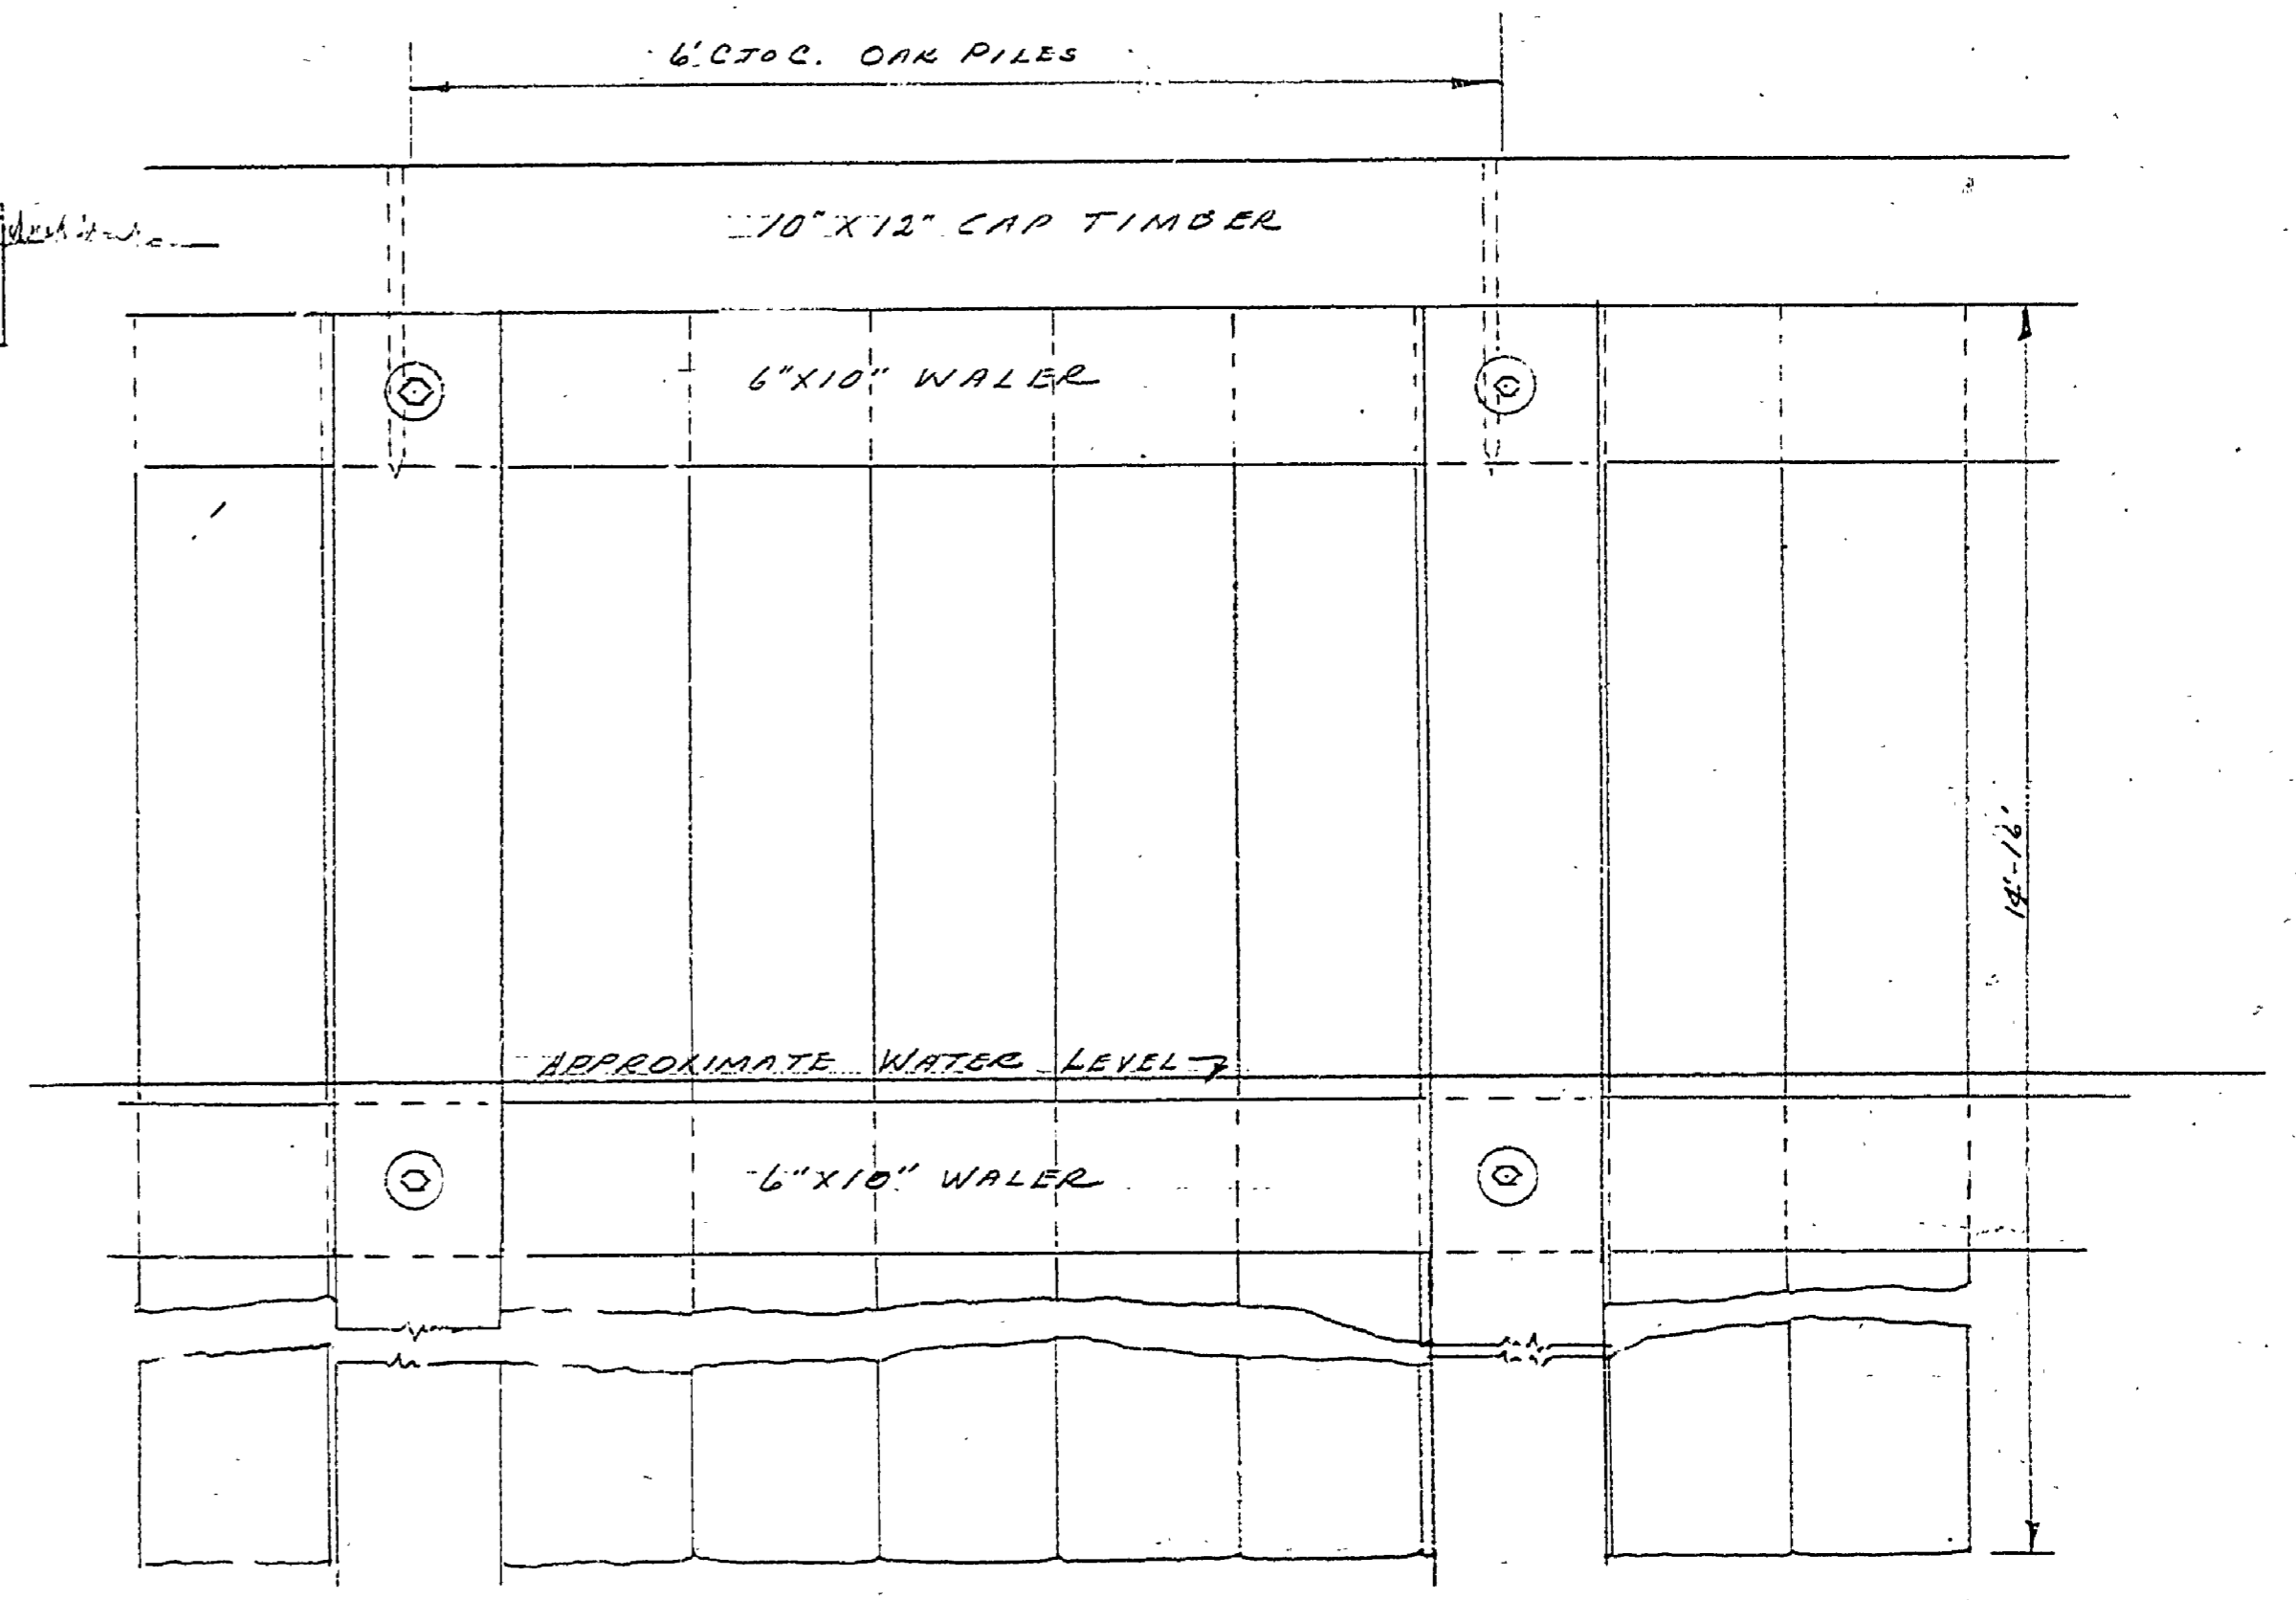 6' C TO C. OAK PILES
10" X 12" CAP TIMBER
6"X10" WALER
14'-16'
APPROXIMATE WATER LEVEL
6"X10" WALER